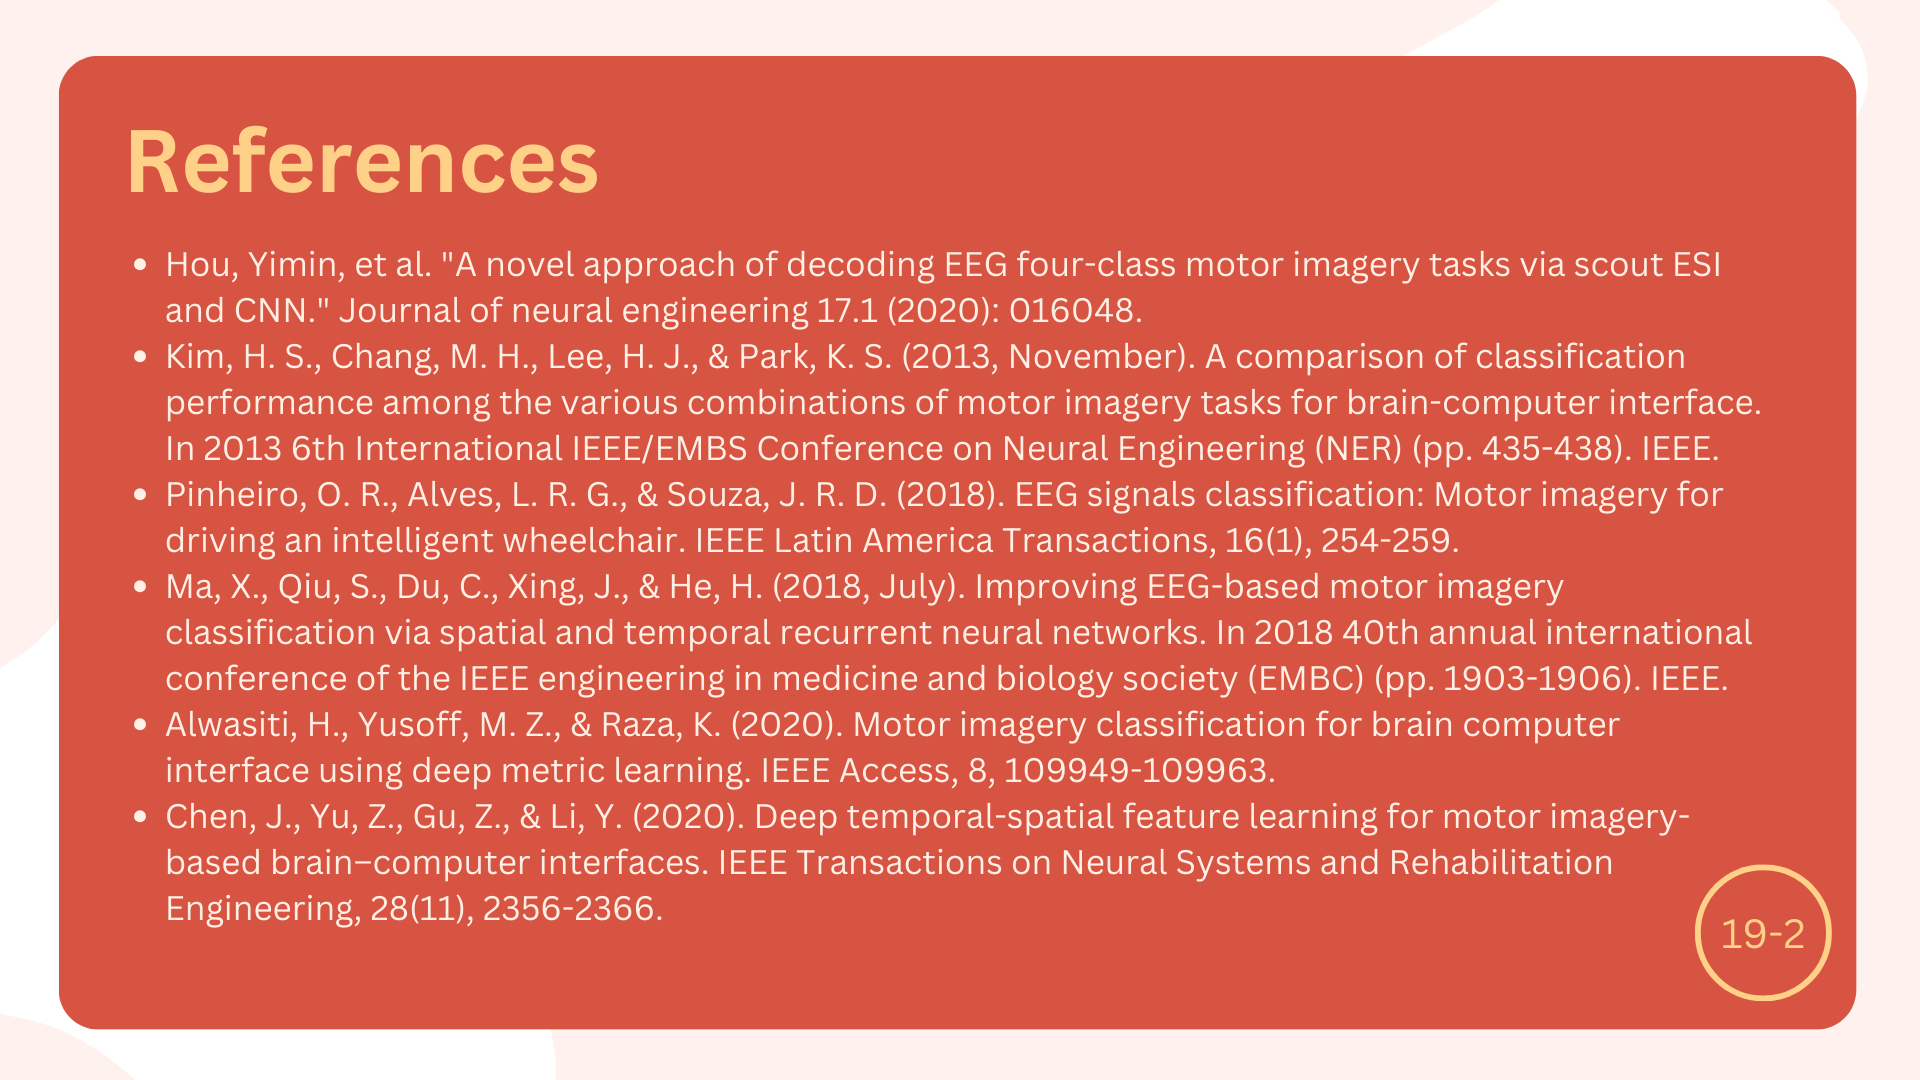 References
• Hou, Yimin, et al. "A novel approach of decoding EEG four-class motor imagery tasks via scout ESI
and CNN." Journal of neural engineering 17.1 (2020): 016048.
• Kim, H. S., Chang, M. H., Lee, H. J., & Park, K. S. (2013, November). A comparison of classification
performance among the various combinations of motor imagery tasks for brain-computer interface.
In 2013 6th International IEEE/EMBS Conference on Neural Engineering (NER) (pp. 435-438). IEEE.
• Pinheiro, O. R., Alves, L. R. G., & Souza, J. R. D. (2018). EEG signals classification: Motor imagery for
driving an intelligent wheelchair. IEEE Latin America Transactions, 16(1), 254-259.
• Ma, X., Qiu, S., Du, C., Xing, J., & He, H. (2018, July). Improving EEG-based motor imagery
classification via spatial and temporal recurrent neural networks. In 2018 40th annual international
conference of the IEEE engineering in medicine and biology society (EMBC) (pp. 1903-1906). IEEE.
• Alwasiti, H., Yusoff, M. Z., & Raza, K. (2020). Motor imagery classification for brain computer
interface using deep metric learning. IEEE Access, 8, 109949-109963.
• Chen, J., Yu, Z., Gu, Z., & Li, Y. (2020). Deep temporal-spatial feature learning for motor imagery-
based brain–computer interfaces. IEEE Transactions on Neural Systems and Rehabilitation
Engineering, 28(11), 2356-2366.
19-2